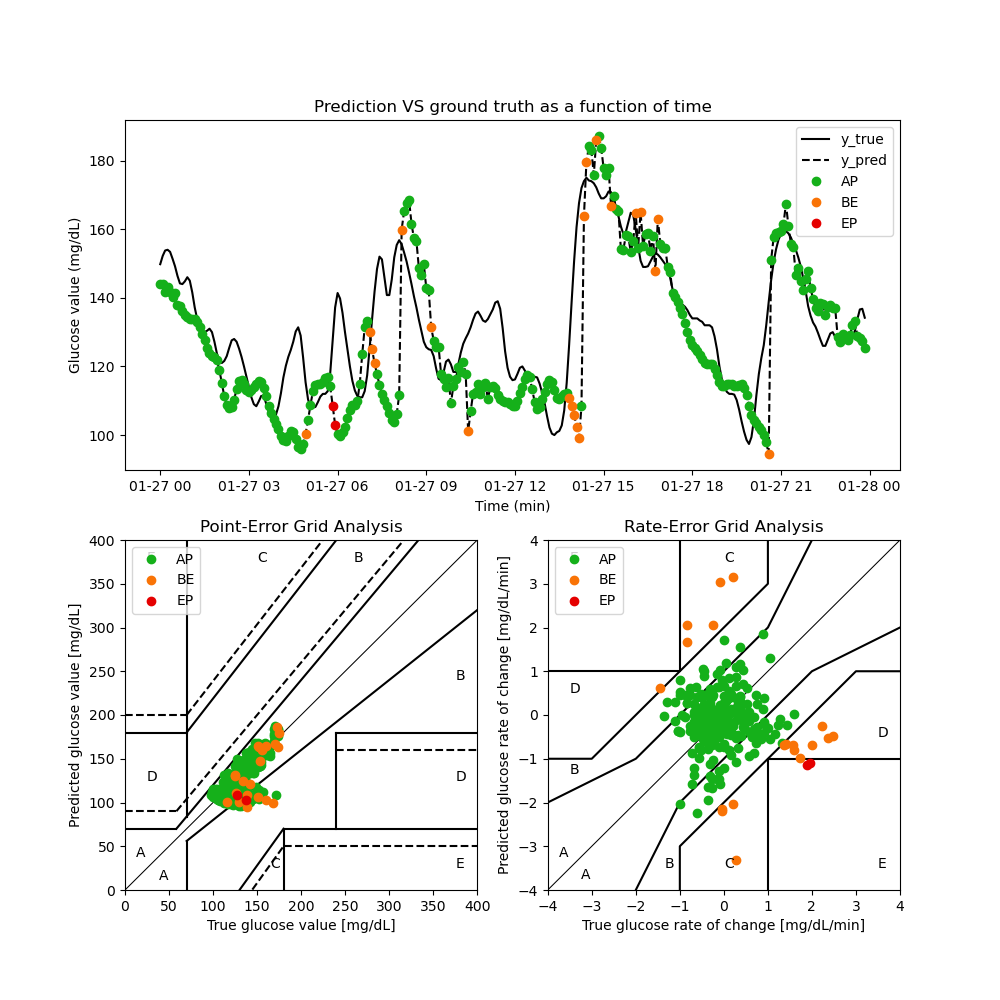 Prediction VS ground truth as a function of time
Glucose value (mg/dL)
180
160
140
120
100
y_true
y_pred
AP
BE
EP
01-27 00 01-27 03 01-27 06 01-27 09 01-27 12 01-27 15 01-27 18 01-27 21 01-28 00
Time (min)
Point-Error Grid Analysis
Predicted glucose value [mg/dL]
400
350
300
250
200
150
100
50
0
AP
BE
EP
C
B
B
D
D
A
A
C
E
0 50 100 150 200 250 300 350 400
True glucose value [mg/dL]
Rate-Error Grid Analysis
Predicted glucose rate of change [mg/dL/min]
4
3
2
1
0
−1
−2
−3
−4
AP
BE
EP
C
D
D
B
A
A
B
C
E
−4 −3 −2 −1 0 1 2 3 4
True glucose rate of change [mg/dL/min]